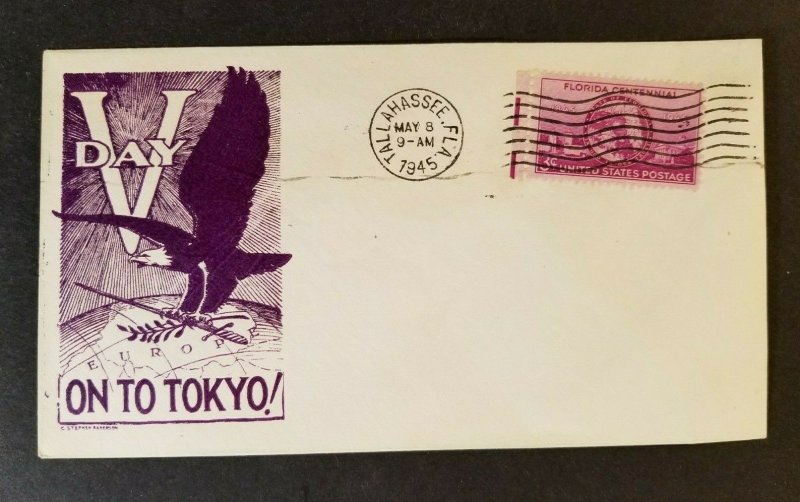 V
DAY
EUROPE
ON TO TOKYO!
C. STEPHEN ANDERSON
TALLAHASSEE, FLA.
MAY 8
9-AM
1945
FLORIDA CENTENNIAL
3¢ UNITED STATES POSTAGE